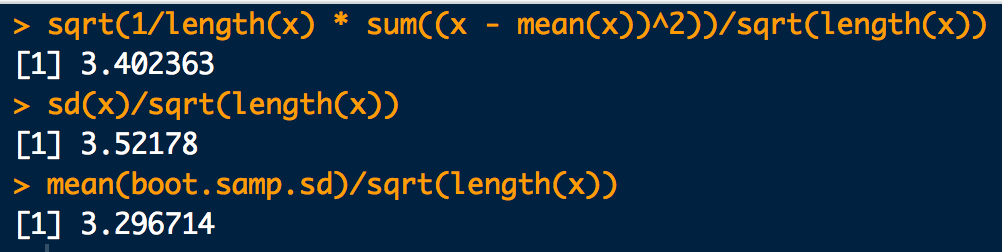 > sqrt(1/length(x) * sum((x - mean(x))^2))/sqrt(length(x))
[1] 3.402363
> sd(x)/sqrt(length(x))
[1] 3.52178
> mean(boot.samp.sd)/sqrt(length(x))
[1] 3.296714